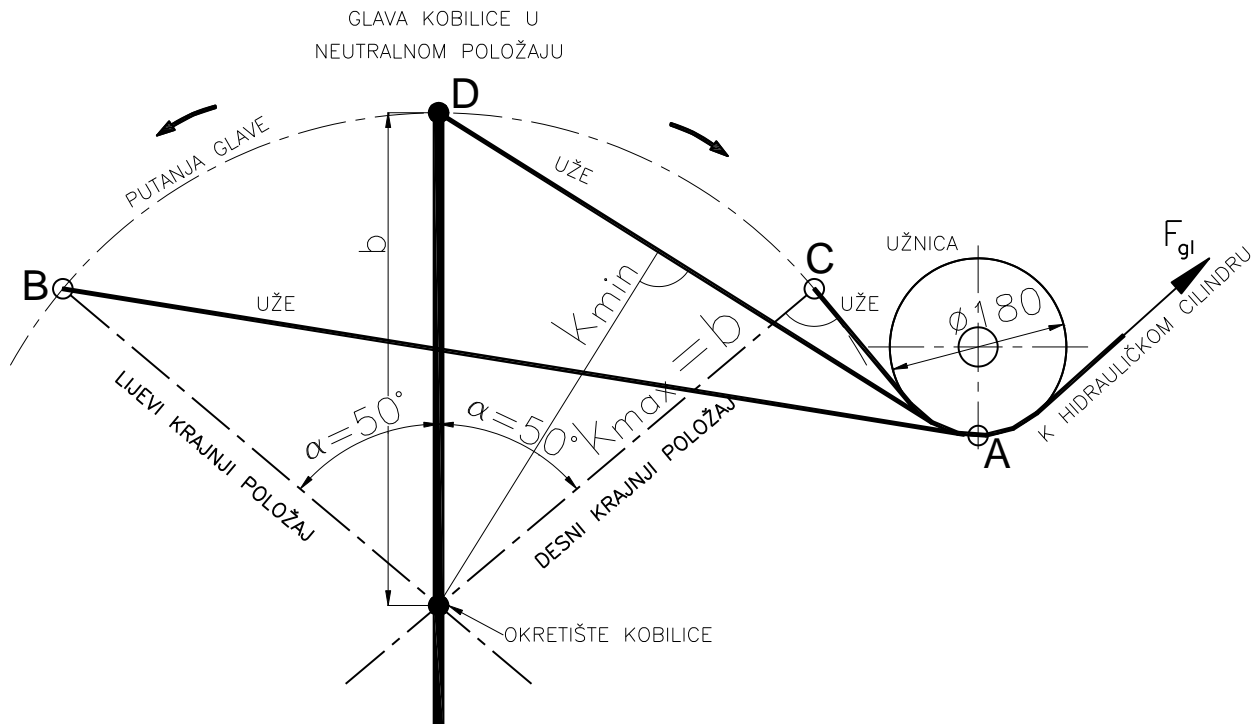 GLAVA KOBILICE U
NEUTRALNOM POLOŽAJU
D
PUTANJA GLAVE
UŽE
b
B
UŽE
C
UŽE
UŽNICA
ø180
F gl
K HIDRAULIČKOM CILINDRU
A
Kmin
Kmax=b
LIJEVI KRAJNJI POLOŽAJ
α=50°
α=50°
DESNI KRAJNJI POLOŽAJ
OKRETIŠTE KOBILICE